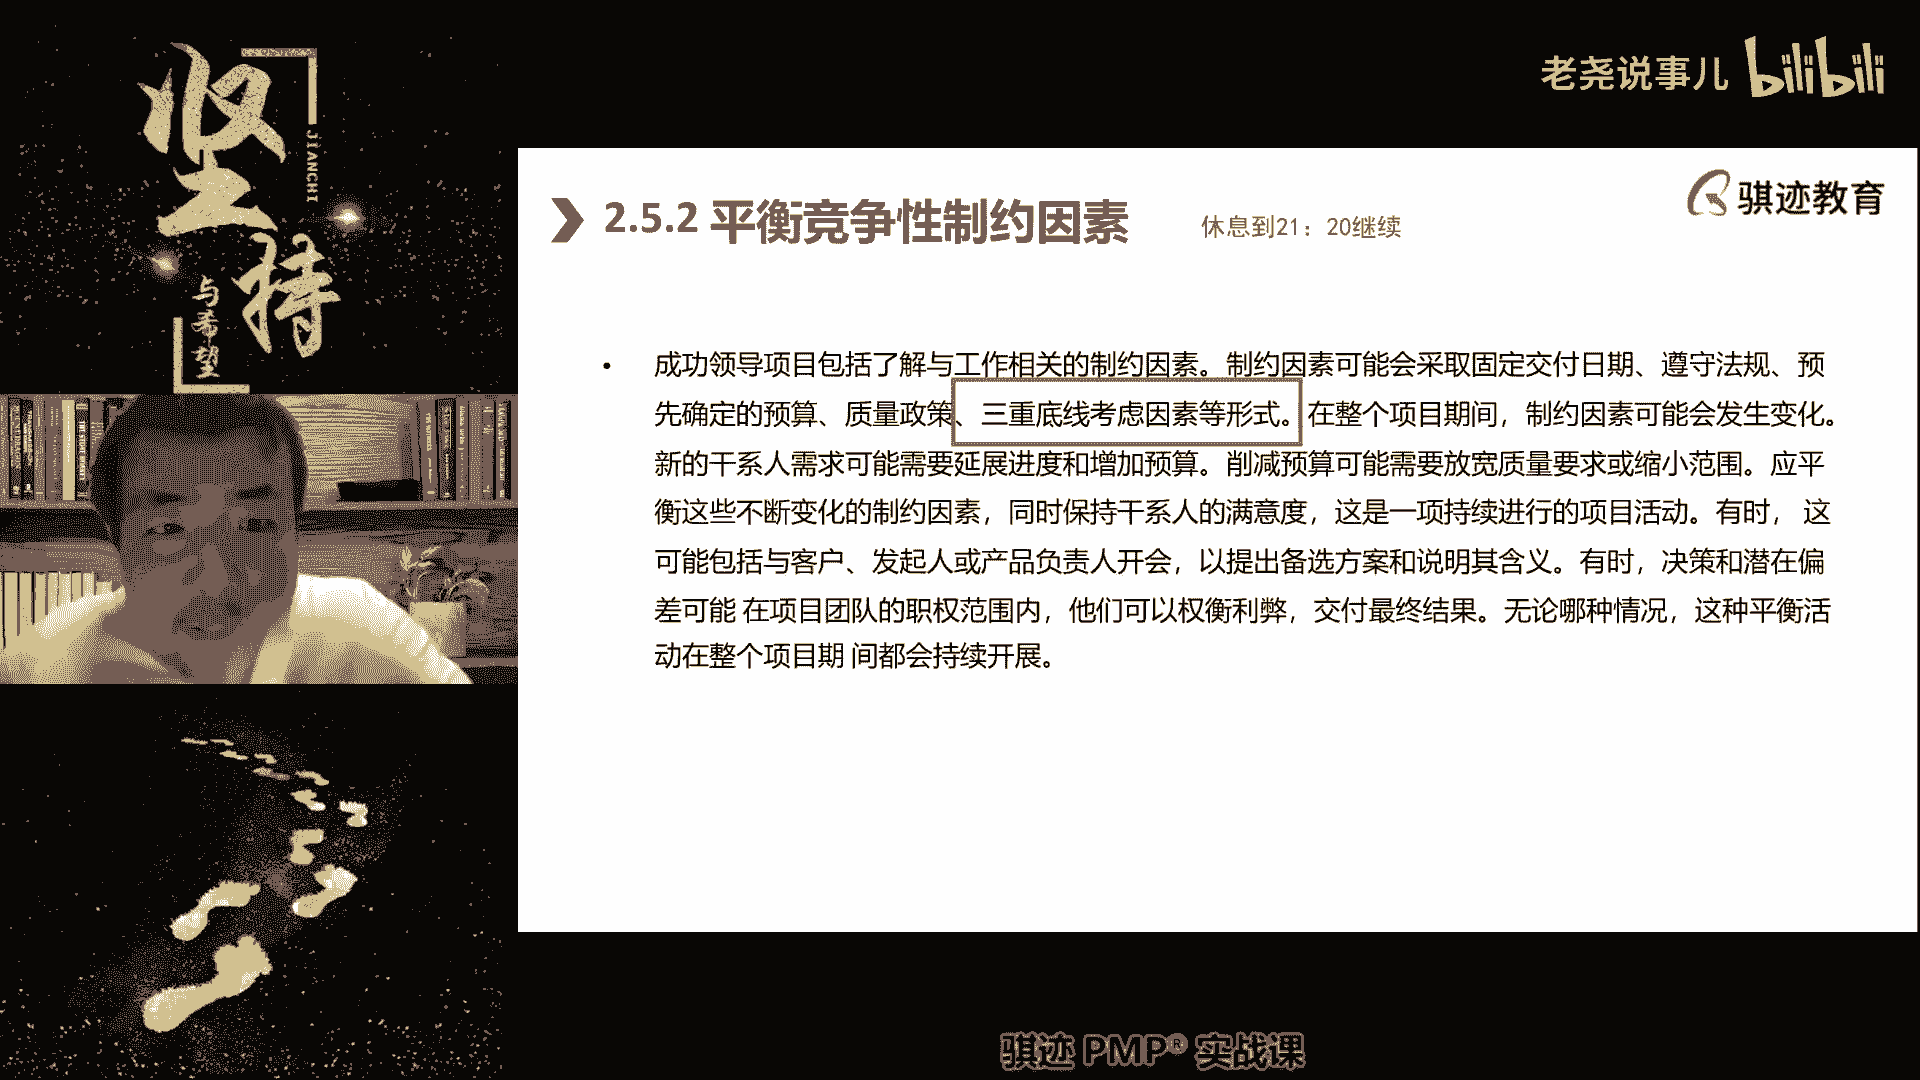 坚持
JIANCHI
与希望
老尧说事儿 bilibili
骐迹教育
2.5.2 平衡竞争性制约因素
休息到21：20继续
• 成功领导项目包括了解与工作相关的制约因素。制约因素可能会采取固定交付日期、遵守法规、预
先确定的预算、质量政策、三重底线考虑因素等形式。在整个项目期间，制约因素可能会发生变化。
新的干系人需求可能需要延展进度和增加预算。削减预算可能需要放宽质量要求或缩小范围。应平
衡这些不断变化的制约因素，同时保持干系人的满意度，这是一项持续进行的项目活动。有时， 这
可能包括与客户、发起人或产品负责人开会，以提出备选方案和说明其含义。有时，决策和潜在偏
差可能 在项目团队的职权范围内，他们可以权衡利弊，交付最终结果。无论哪种情况，这种平衡活
动在整个项目期 间都会持续开展。
骐迹 PMP® 实战课